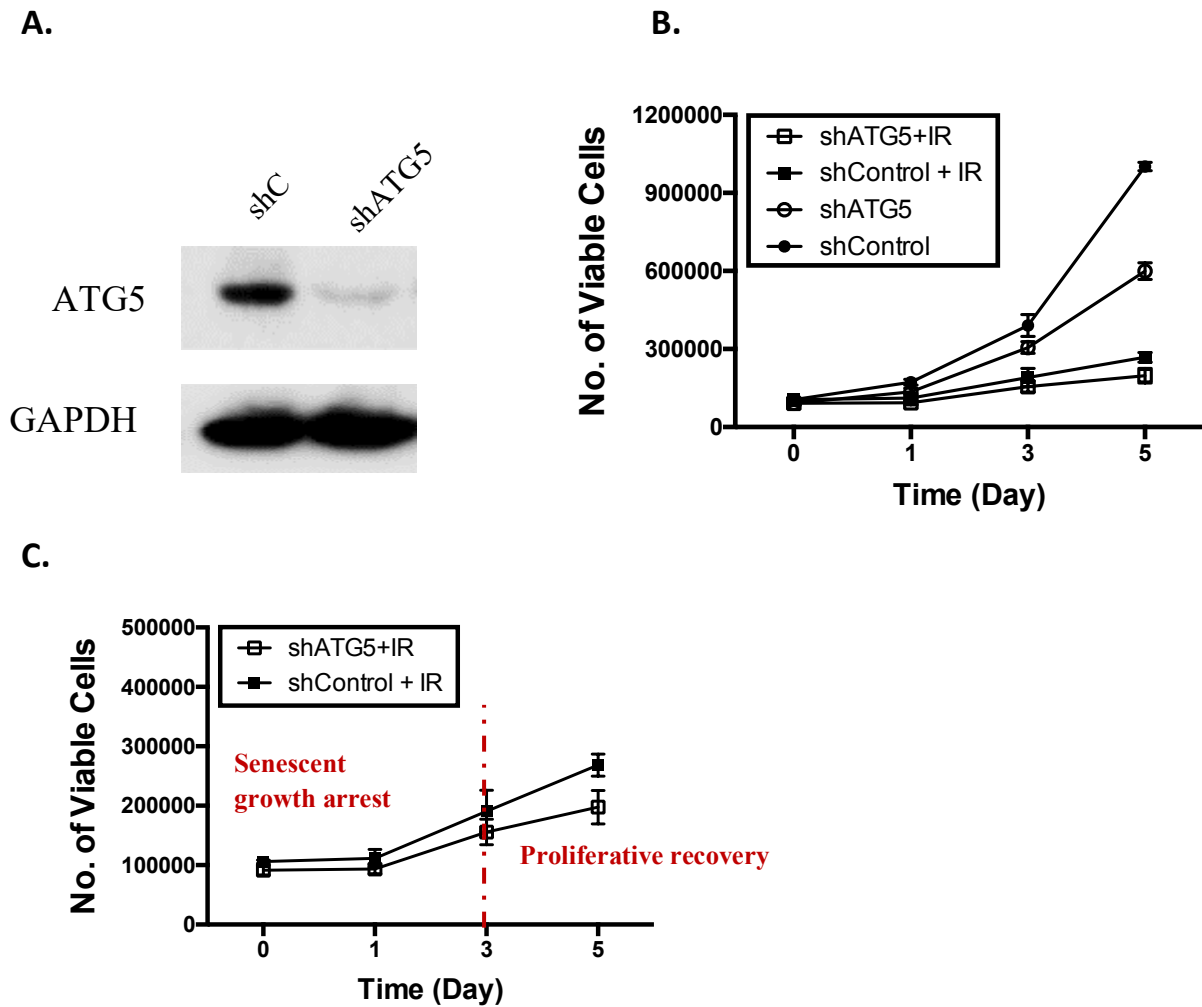 A.
shC
shATG5
ATG5
GAPDH
B.
No. of Viable Cells
1200000
900000
600000
300000
0
shATG5+IR
shControl + IR
shATG5
shControl
0
1
3
5
Time (Day)
C.
No. of Viable Cells
500000
400000
300000
200000
100000
0
shATG5+IR
shControl + IR
Senescent
growth arrest
Proliferative recovery
0
1
3
5
Time (Day)